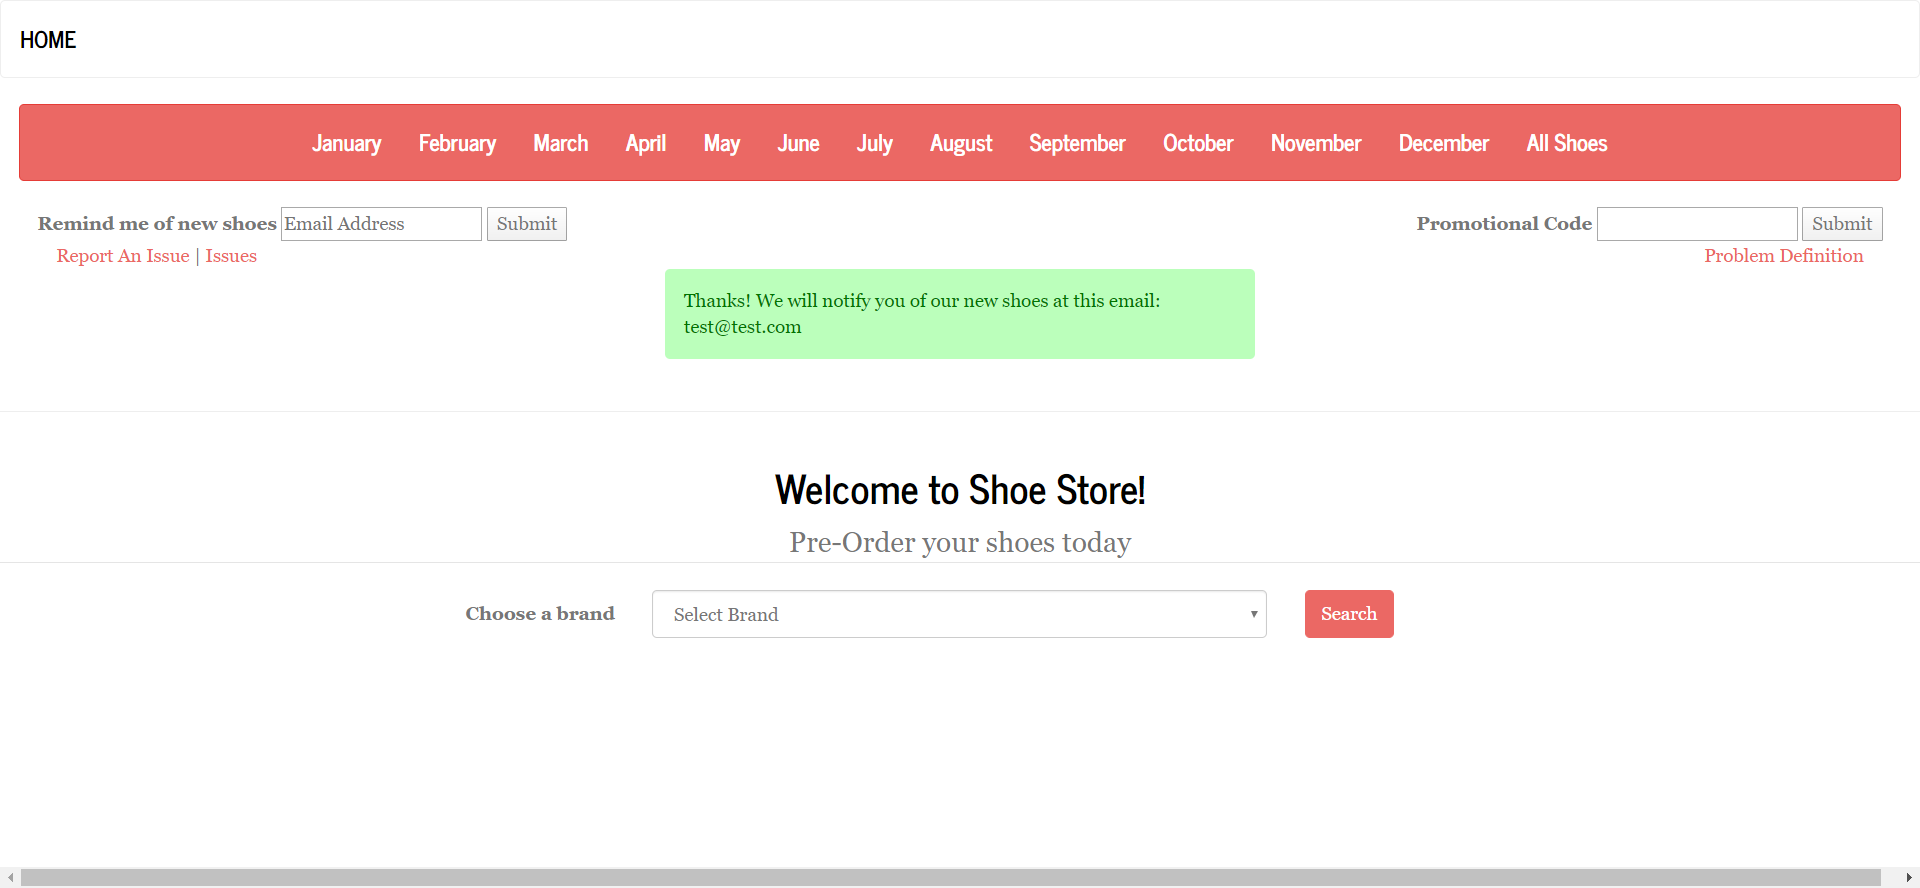 HOME
January February March April May June July August September October November December All Shoes
Remind me of new shoes Email Address Submit Promotional Code Submit
Report An Issue | Issues Problem Definition
Thanks! We will notify you of our new shoes at this email:
test@test.com
Welcome to Shoe Store!
Pre-Order your shoes today
Choose a brand Select Brand Search